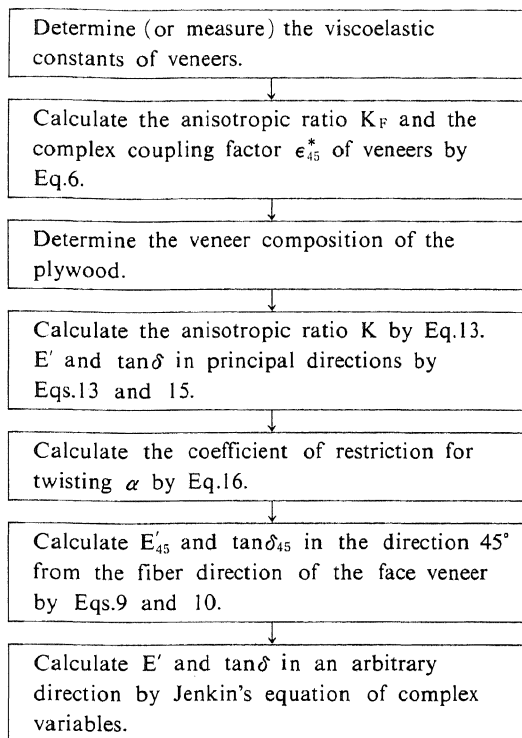 Determine (or measure) the viscoelastic
constants of veneers.
Calculate the anisotropic ratio K_F and the
complex coupling factor ε*₄₅ of veneers by
Eq.6.
Determine the veneer composition of the
plywood.
Calculate the anisotropic ratio K by Eq.13.
E′ and tanδ in principal directions by
Eqs.13 and 15.
Calculate the coefficient of restriction for
twisting α by Eq.16.
Calculate E′₄₅ and tanδ₄₅ in the direction 45°
from the fiber direction of the face veneer
by Eqs.9 and 10.
Calculate E′ and tanδ in an arbitrary
direction by Jenkin's equation of complex
variables.